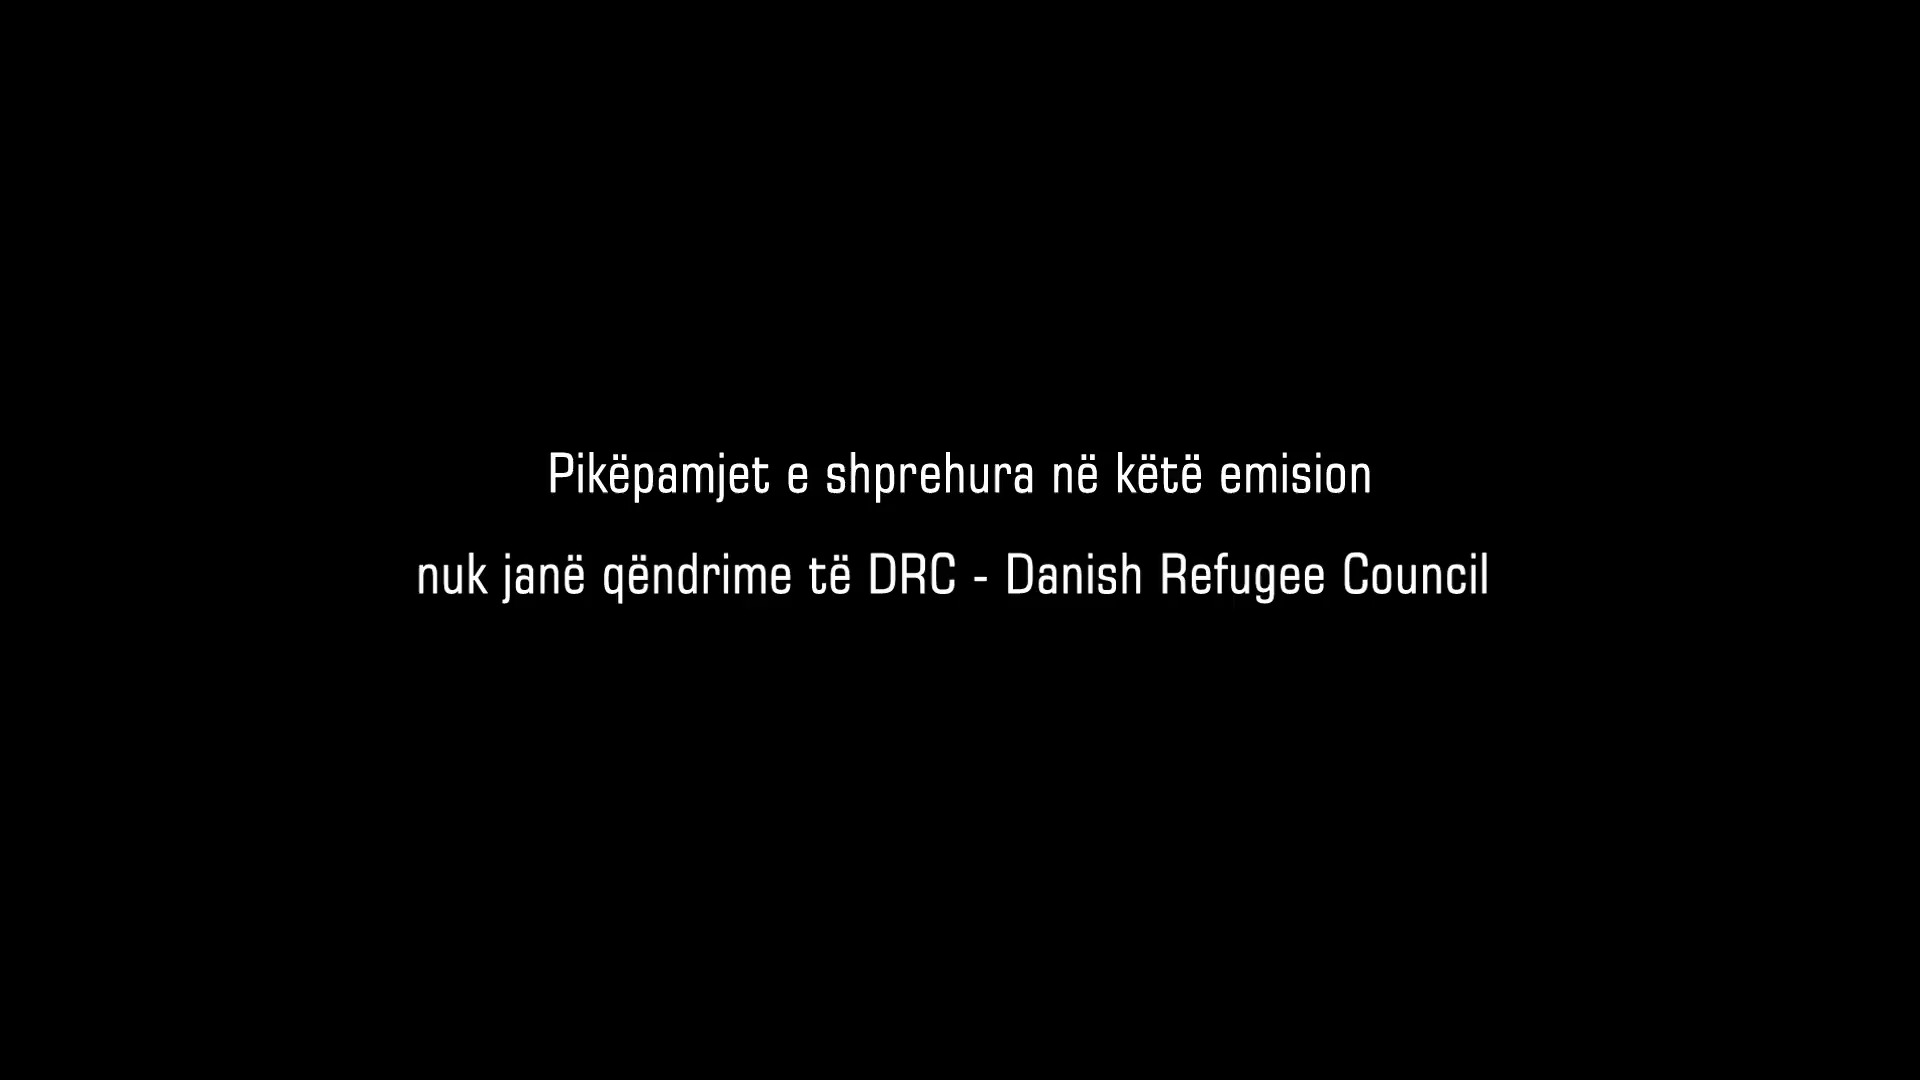 Pikëpamjet e shprehura në këtë emision
nuk janë qëndrime të DRC - Danish Refugee Council